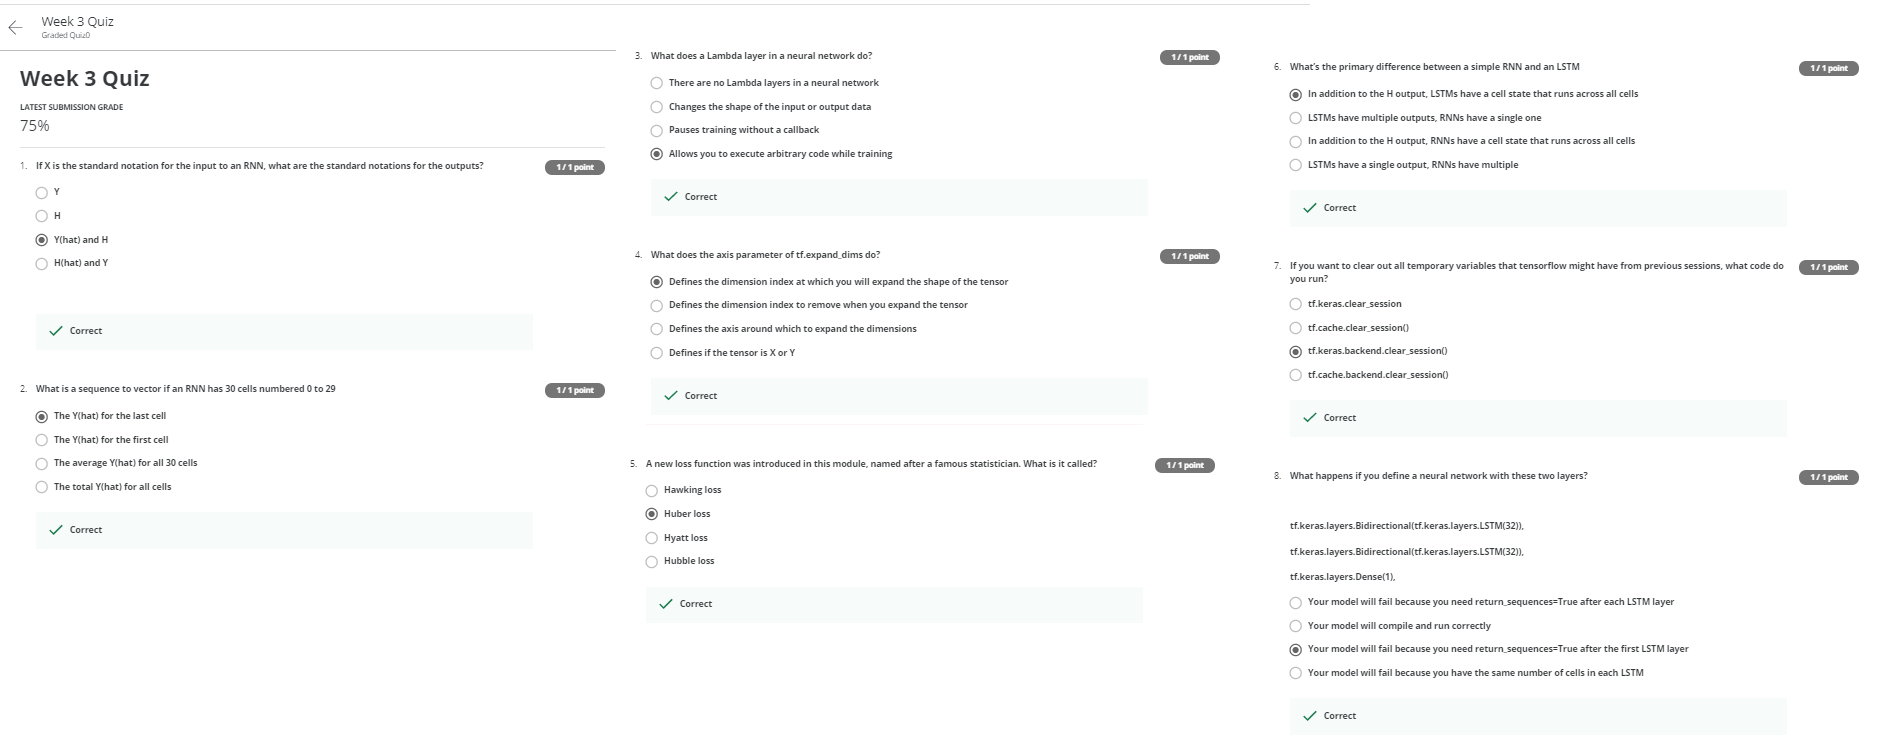 Week 3 Quiz
Graded Quiz0
Week 3 Quiz
LATEST SUBMISSION GRADE
75%
1. If X is the standard notation for the input to an RNN, what are the standard notations for the outputs?
1 / 1 point
Y
H
Y(hat) and H
H(hat) and Y
Correct
2. What is a sequence to vector if an RNN has 30 cells numbered 0 to 29
1 / 1 point
The Y(hat) for the last cell
The Y(hat) for the first cell
The average Y(hat) for all 30 cells
The total Y(hat) for all cells
Correct
3. What does a Lambda layer in a neural network do?
1 / 1 point
There are no Lambda layers in a neural network
Changes the shape of the input or output data
Pauses training without a callback
Allows you to execute arbitrary code while training
Correct
4. What does the axis parameter of tf.expand_dims do?
1 / 1 point
Defines the dimension index at which you will expand the shape of the tensor
Defines the dimension index to remove when you expand the tensor
Defines the axis around which to expand the dimensions
Defines if the tensor is X or Y
Correct
5. A new loss function was introduced in this module, named after a famous statistician. What is it called?
1 / 1 point
Hawking loss
Huber loss
Hyatt loss
Hubble loss
Correct
6. What's the primary difference between a simple RNN and an LSTM
1 / 1 point
In addition to the H output, LSTMs have a cell state that runs across all cells
LSTMs have multiple outputs, RNNs have a single one
In addition to the H output, RNNs have a cell state that runs across all cells
LSTMs have a single output, RNNs have multiple
Correct
7. If you want to clear out all temporary variables that tensorflow might have from previous sessions, what code do
you run?
1 / 1 point
tf.keras.clear_session
tf.cache.clear_session()
tf.keras.backend.clear_session()
tf.cache.backend.clear_session()
Correct
8. What happens if you define a neural network with these two layers?
1 / 1 point
tf.keras.layers.Bidirectional(tf.keras.layers.LSTM(32)),
tf.keras.layers.Bidirectional(tf.keras.layers.LSTM(32)),
tf.keras.layers.Dense(1),
Your model will fail because you need return_sequences=True after each LSTM layer
Your model will compile and run correctly
Your model will fail because you need return_sequences=True after the first LSTM layer
Your model will fail because you have the same number of cells in each LSTM
Correct